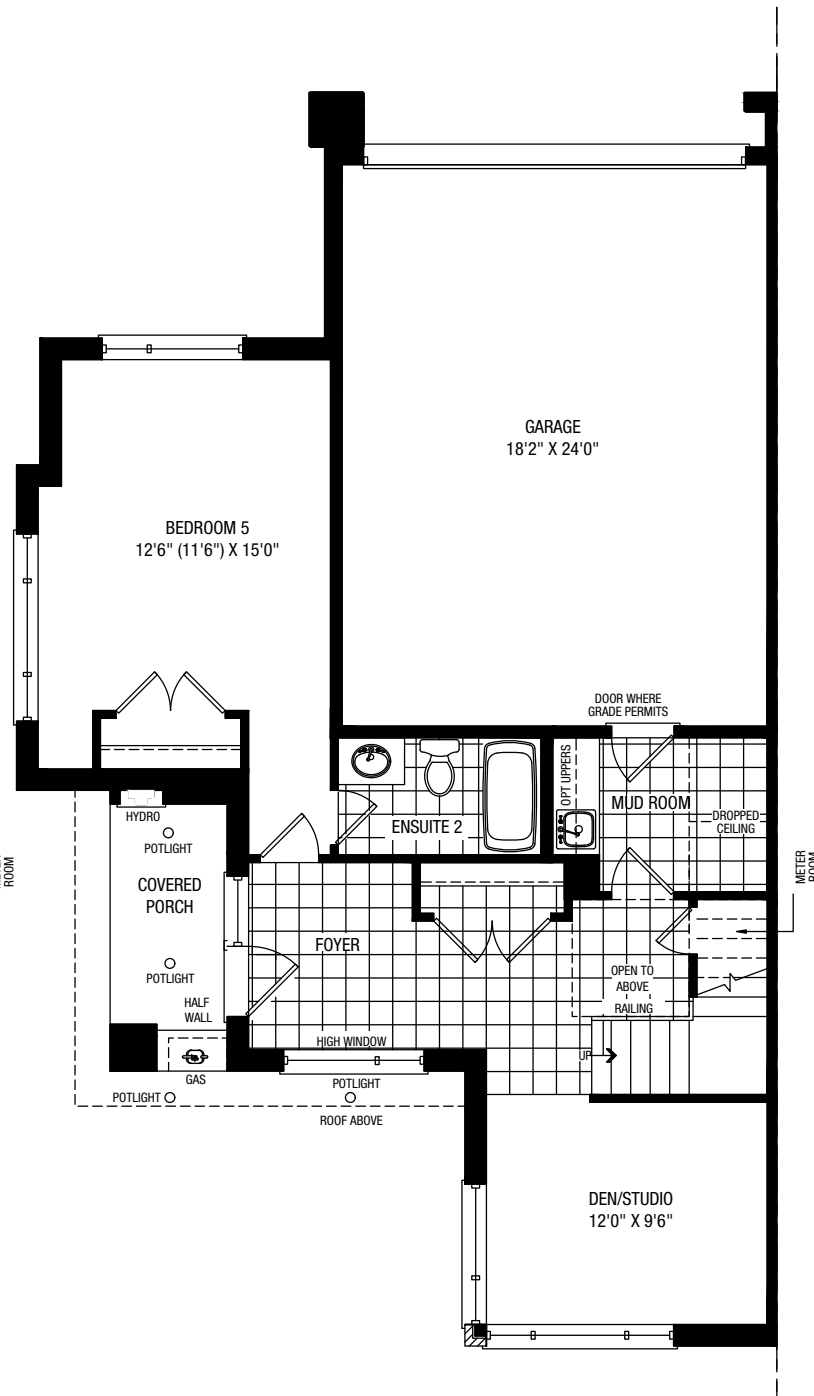 GARAGE
18'2" X 24'0"
BEDROOM 5
12'6" (11'6") X 15'0"
DOOR WHERE
GRADE PERMITS
OPT UPPERS
MUD ROOM
DROPPED
CEILING
ENSUITE 2
HYDRO
POTLIGHT
COVERED
PORCH
ROOM
METER
ROOM
FOYER
POTLIGHT
HALF
WALL
OPEN TO
ABOVE
RAILING
HIGH WINDOW
UP
GAS
POTLIGHT
POTLIGHT
ROOF ABOVE
DEN/STUDIO
12'0" X 9'6"